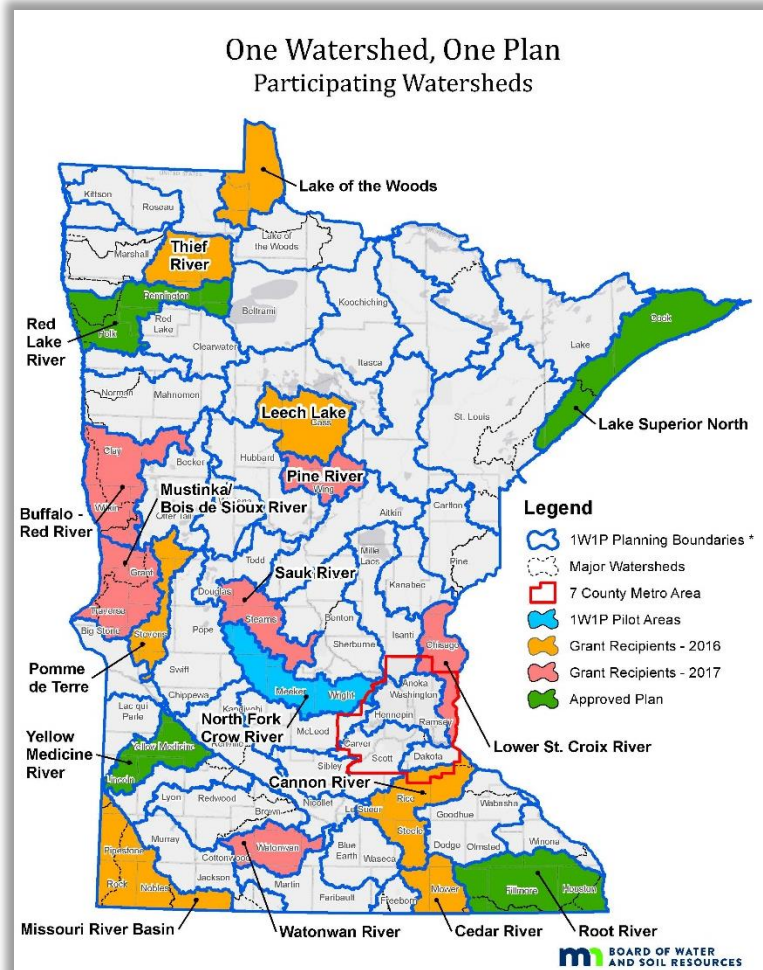 One Watershed, One Plan
Participating Watersheds
Lake of the Woods
Kittson
Roseau
Lake of
the Woods
Marshall
Thief
River
Pennington
Beltrami
Koochiching
Cook
Red
Lake
River
Polk
Red
Lake
Clearwater
Itasca
Lake
St. Louis
Lake Superior North
Norman
Mahnomen
Leech Lake
Cass
Clay
Becker
Hubbard
Pine River
Wing
Buffalo -
Red River
Wilkin
Otter Tail
Mustinka/
Bois de Sioux River
Aitkin
Carlton
Legend
1W1P Planning Boundaries *
Major Watersheds
7 County Metro Area
1W1P Pilot Areas
Grant Recipients - 2016
Grant Recipients - 2017
Approved Plan
Grant
Todd
Mille
Lacs
Pine
Kanabec
Sauk River
Douglas
Traverse
Big Stone
Stevens
Pope
Stearns
Benton
Sherburne
Isanti
Chisago
Pomme
de Terre
Swift
Chippewa
Kandiyohi
Meeker
Wright
Anoka
Washington
Hennepin
Ramsey
North Fork
Crow River
McLeod
Carver
Scott
Dakota
Lower St. Croix River
Lac qui
Parle
Yellow
Medicine
River
Yellow Medicine
Renville
Sibley
Lincoln
Cannon River
Lyon
Redwood
Brown
Nicollet
Le Sueur
Rice
Goodhue
Wabasha
Pipestone
Murray
Cottonwood
Watonwan
Blue
Earth
Waseca
Steele
Dodge
Olmsted
Winona
Rock
Nobles
Jackson
Martin
Faribault
Freeborn
Mower
Fillmore
Houston
Missouri River Basin
Watonwan River
Cedar River
Root River
BOARD OF WATER
AND SOIL RESOURCES